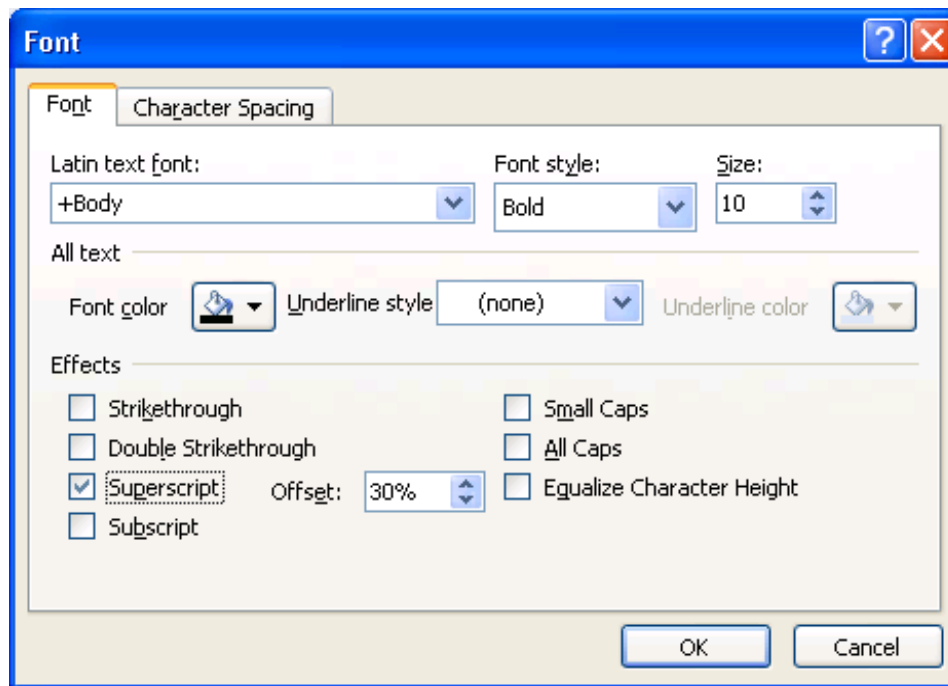 Font
Font Character Spacing
Latin text font: Font style: Size:
+Body Bold 10
All text
Font color Underline style (none) Underline color
Effects
Strikethrough Small Caps
Double Strikethrough All Caps
Superscript Offset: 30% Equalize Character Height
Subscript
OK Cancel